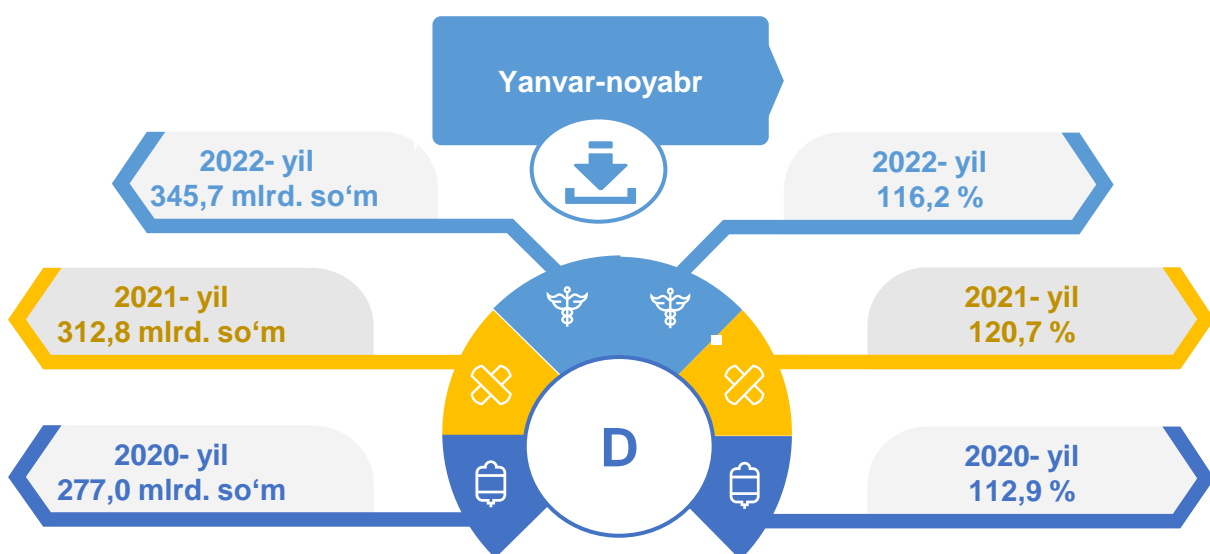 Yanvar-noyabr
2022- yil
345,7 mlrd. so‘m
2022- yil
116,2 %
2021- yil
312,8 mlrd. so‘m
2021- yil
120,7 %
D
2020- yil
277,0 mlrd. so‘m
2020- yil
112,9 %